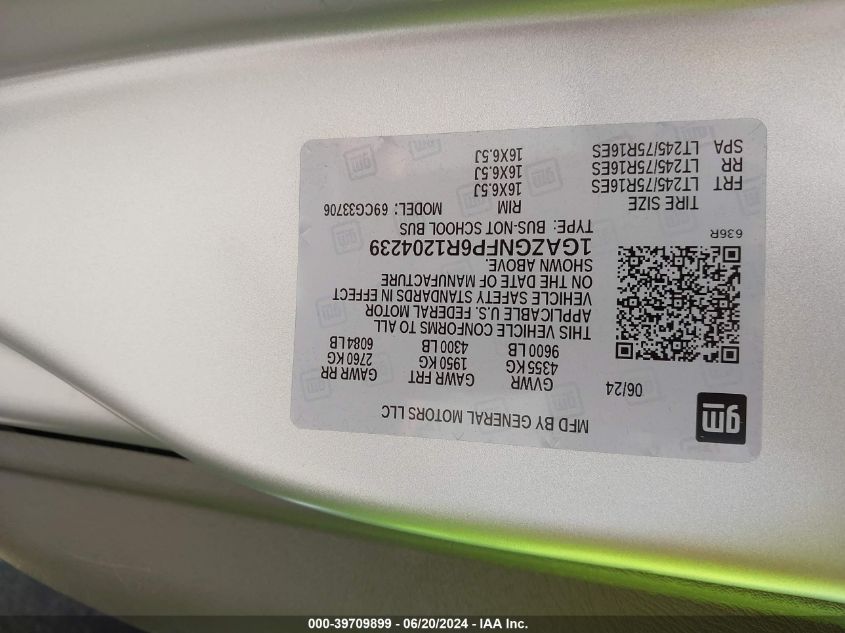 MFD BY GENERAL MOTORS LLC
gm
06/24
GVWR GAWR FRT GAWR RR
4355 KG 1950 KG 2760 KG
9600 LB 4300 LB 6084 LB
THIS VEHICLE CONFORMS TO ALL
APPLICABLE U.S. FEDERAL MOTOR
VEHICLE SAFETY STANDARDS IN EFFECT
ON THE DATE OF MANUFACTURE
SHOWN ABOVE.
1GAZGNFP6R1204239
TYPE: BUS-NOT SCHOOL BUS
636R
MODEL: 69CG33706
TIRE SIZE RIM
FRT LT245/75R16ES 16X6.5J
RR LT245/75R16ES 16X6.5J
SPA LT245/75R16ES 16X6.5J
000-39709899 / 06/20/2024 - IAA Inc.